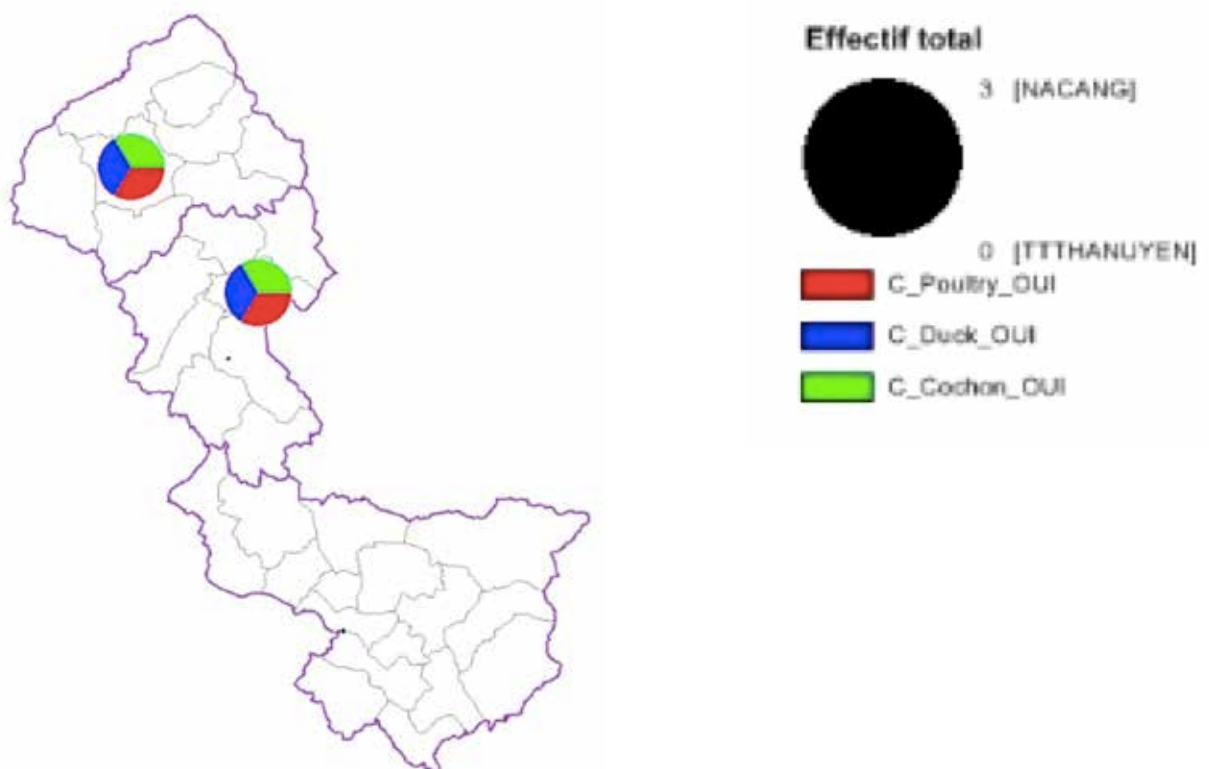 Effectif total
3 [NACANG]
0 [TTTHANUYEN]
C_Poultry_OUI
C_Duck_OUI
C_Cochon_OUI